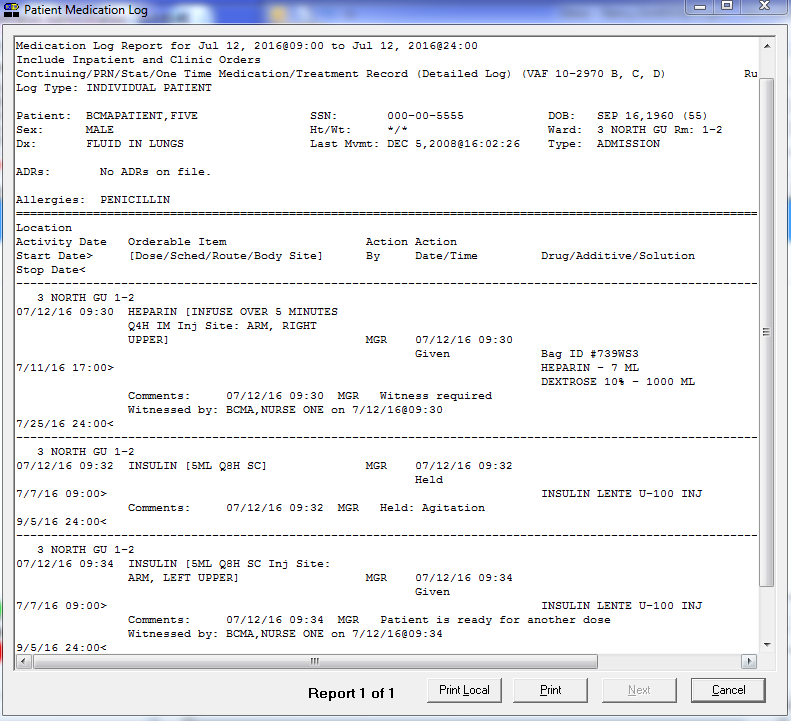 Patient Medication Log
Medication Log Report for Jul 12, 2016@09:00 to Jul 12, 2016@24:00
Include Inpatient and Clinic Orders
Continuing/PRN/Stat/One Time Medication/Treatment Record (Detailed Log) (VAF 10-2970 B, C, D) Ru
Log Type: INDIVIDUAL PATIENT
Patient: BCMAPATIENT,FIVE SSN: 000-00-5555 DOB: SEP 16,1960 (55)
Sex: MALE Ht/Wt: */* Ward: 3 NORTH GU Rm: 1-2
Dx: FLUID IN LUNGS Last Mvmt: DEC 5,2008@16:02:26 Type: ADMISSION
ADRs: No ADRs on file.
Allergies: PENICILLIN
Location
Activity Date Orderable Item Action Action
Start Date> [Dose/Sched/Route/Body Site] By Date/Time Drug/Additive/Solution
Stop Date<
3 NORTH GU 1-2
07/12/16 09:30 HEPARIN [INFUSE OVER 5 MINUTES
Q4H IM Inj Site: ARM, RIGHT
UPPER] MGR 07/12/16 09:30
Given Bag ID #739WS3
7/11/16 17:00> HEPARIN - 7 ML
DEXTROSE 10% - 1000 ML
Comments: 07/12/16 09:30 MGR Witness required
Witnessed by: BCMA,NURSE ONE on 7/12/16@09:30
7/25/16 24:00<
3 NORTH GU 1-2
07/12/16 09:32 INSULIN [5ML Q8H SC] MGR 07/12/16 09:32
Held
7/7/16 09:00> INSULIN LENTE U-100 INJ
Comments: 07/12/16 09:32 MGR Held: Agitation
9/5/16 24:00<
3 NORTH GU 1-2
07/12/16 09:34 INSULIN [5ML Q8H SC Inj Site:
ARM, LEFT UPPER] MGR 07/12/16 09:34
Given
7/7/16 09:00> INSULIN LENTE U-100 INJ
Comments: 07/12/16 09:34 MGR Patient is ready for another dose
Witnessed by: BCMA,NURSE ONE on 7/12/16@09:34
9/5/16 24:00<
Report 1 of 1 Print Local Print Next Cancel